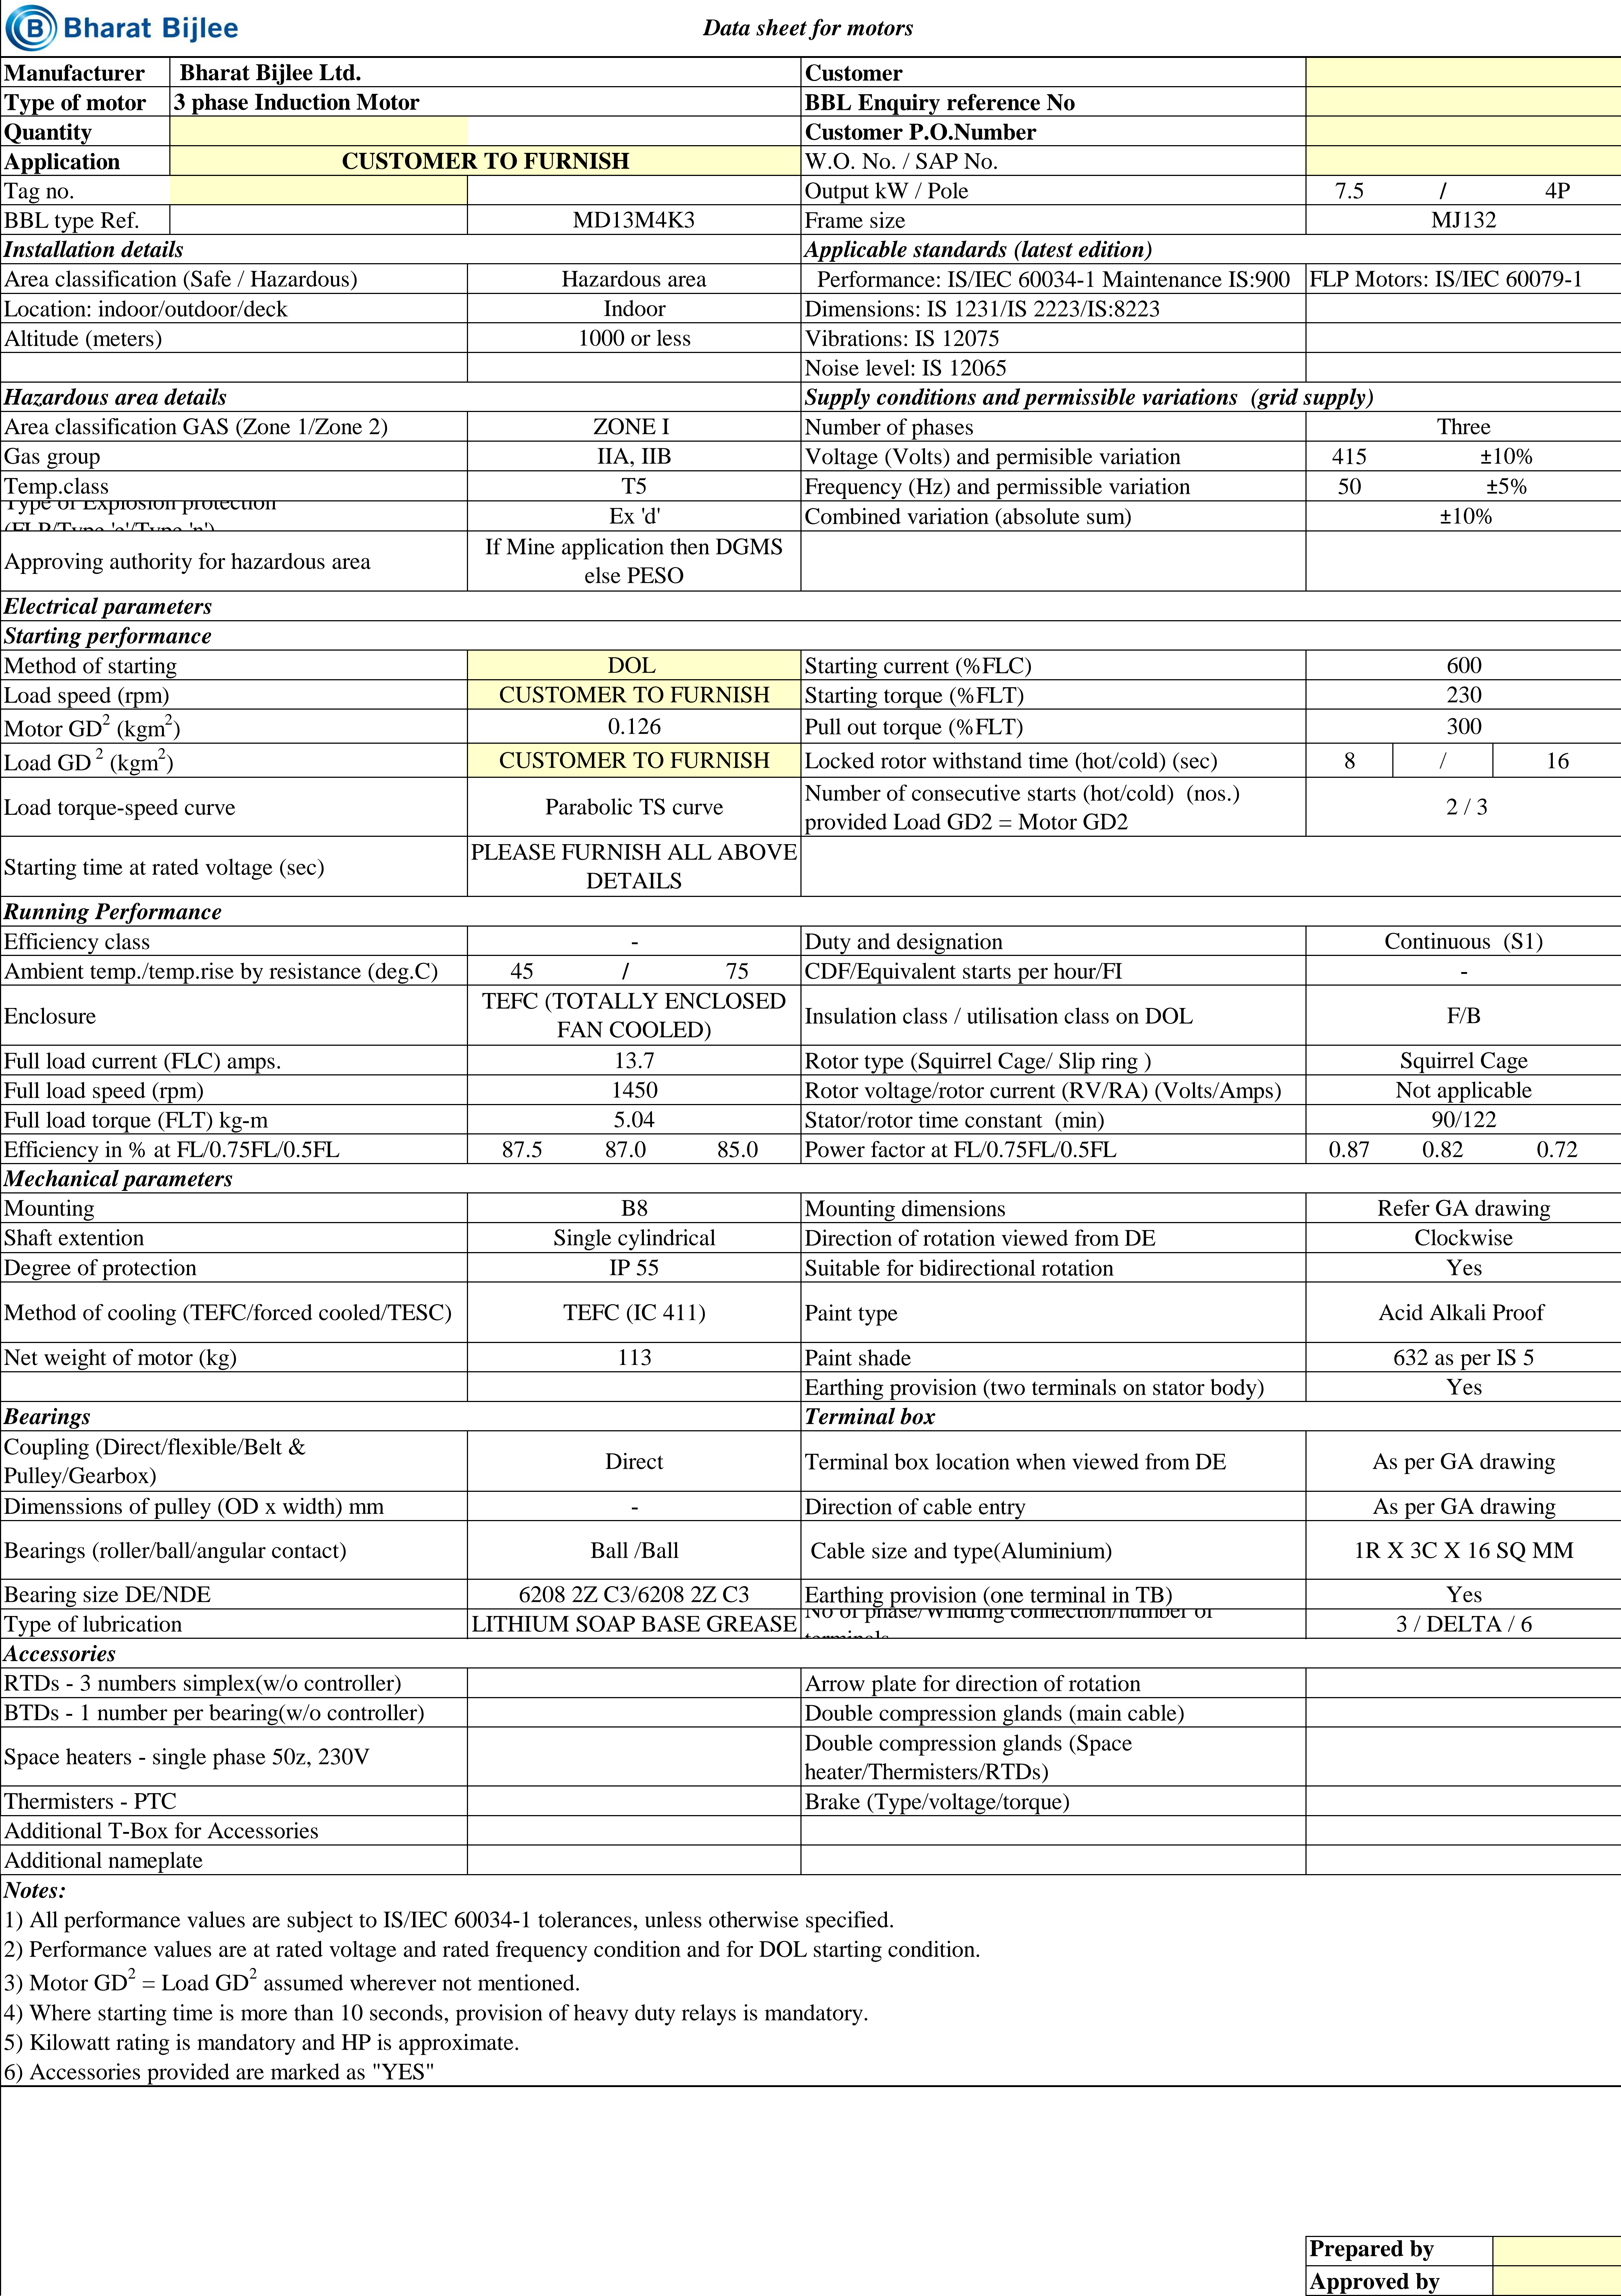 Bharat Bijlee
Data sheet for motors
Manufacturer Bharat Bijlee Ltd. Customer
Type of motor 3 phase Induction Motor BBL Enquiry reference No
Quantity Customer P.O.Number
Application CUSTOMER TO FURNISH W.O. No. / SAP No.
Tag no. Output kW / Pole 7.5 / 4P
BBL type Ref. MD13M4K3 Frame size MJ132
Installation details Applicable standards (latest edition)
Area classification (Safe / Hazardous) Hazardous area Performance: IS/IEC 60034-1 Maintenance IS:900 FLP Motors: IS/IEC 60079-1
Location: indoor/outdoor/deck Indoor Dimensions: IS 1231/IS 2223/IS:8223
Altitude (meters) 1000 or less Vibrations: IS 12075
Noise level: IS 12065
Hazardous area details Supply conditions and permissible variations (grid supply)
Area classification GAS (Zone 1/Zone 2) ZONE I Number of phases Three
Gas group IIA, IIB Voltage (Volts) and permisible variation 415 ±10%
Temp.class T5 Frequency (Hz) and permissible variation 50 ±5%
Type of Explosion protection
(FLP/Type 'e'/Type 'n') Ex 'd' Combined variation (absolute sum) ±10%
Approving authority for hazardous area If Mine application then DGMS
else PESO
Electrical parameters
Starting performance
Method of starting DOL Starting current (%FLC) 600
Load speed (rpm) CUSTOMER TO FURNISH Starting torque (%FLT) 230
Motor GD² (kgm²) 0.126 Pull out torque (%FLT) 300
Load GD ² (kgm²) CUSTOMER TO FURNISH Locked rotor withstand time (hot/cold) (sec) 8 / 16
Load torque-speed curve Parabolic TS curve Number of consecutive starts (hot/cold) (nos.)
provided Load GD2 = Motor GD2 2 / 3
Starting time at rated voltage (sec) PLEASE FURNISH ALL ABOVE
DETAILS
Running Performance
Efficiency class - Duty and designation Continuous (S1)
Ambient temp./temp.rise by resistance (deg.C) 45 / 75 CDF/Equivalent starts per hour/FI -
Enclosure TEFC (TOTALLY ENCLOSED
FAN COOLED) Insulation class / utilisation class on DOL F/B
Full load current (FLC) amps. 13.7 Rotor type (Squirrel Cage/ Slip ring ) Squirrel Cage
Full load speed (rpm) 1450 Rotor voltage/rotor current (RV/RA) (Volts/Amps) Not applicable
Full load torque (FLT) kg-m 5.04 Stator/rotor time constant (min) 90/122
Efficiency in % at FL/0.75FL/0.5FL 87.5 87.0 85.0 Power factor at FL/0.75FL/0.5FL 0.87 0.82 0.72
Mechanical parameters
Mounting B8 Mounting dimensions Refer GA drawing
Shaft extention Single cylindrical Direction of rotation viewed from DE Clockwise
Degree of protection IP 55 Suitable for bidirectional rotation Yes
Method of cooling (TEFC/forced cooled/TESC) TEFC (IC 411) Paint type Acid Alkali Proof
Net weight of motor (kg) 113 Paint shade 632 as per IS 5
Earthing provision (two terminals on stator body) Yes
Bearings Terminal box
Coupling (Direct/flexible/Belt &
Pulley/Gearbox) Direct Terminal box location when viewed from DE As per GA drawing
Dimenssions of pulley (OD x width) mm - Direction of cable entry As per GA drawing
Bearings (roller/ball/angular contact) Ball /Ball Cable size and type(Aluminium) 1R X 3C X 16 SQ MM
Bearing size DE/NDE 6208 2Z C3/6208 2Z C3 Earthing provision (one terminal in TB) Yes
Type of lubrication LITHIUM SOAP BASE GREASE No of phase/Winding connection/number of
terminals 3 / DELTA / 6
Accessories
RTDs - 3 numbers simplex(w/o controller) Arrow plate for direction of rotation
BTDs - 1 number per bearing(w/o controller) Double compression glands (main cable)
Space heaters - single phase 50z, 230V Double compression glands (Space
heater/Thermisters/RTDs)
Thermisters - PTC Brake (Type/voltage/torque)
Additional T-Box for Accessories
Additional nameplate
Notes:
1) All performance values are subject to IS/IEC 60034-1 tolerances, unless otherwise specified.
2) Performance values are at rated voltage and rated frequency condition and for DOL starting condition.
3) Motor GD² = Load GD² assumed wherever not mentioned.
4) Where starting time is more than 10 seconds, provision of heavy duty relays is mandatory.
5) Kilowatt rating is mandatory and HP is approximate.
6) Accessories provided are marked as "YES"
Prepared by
Approved by